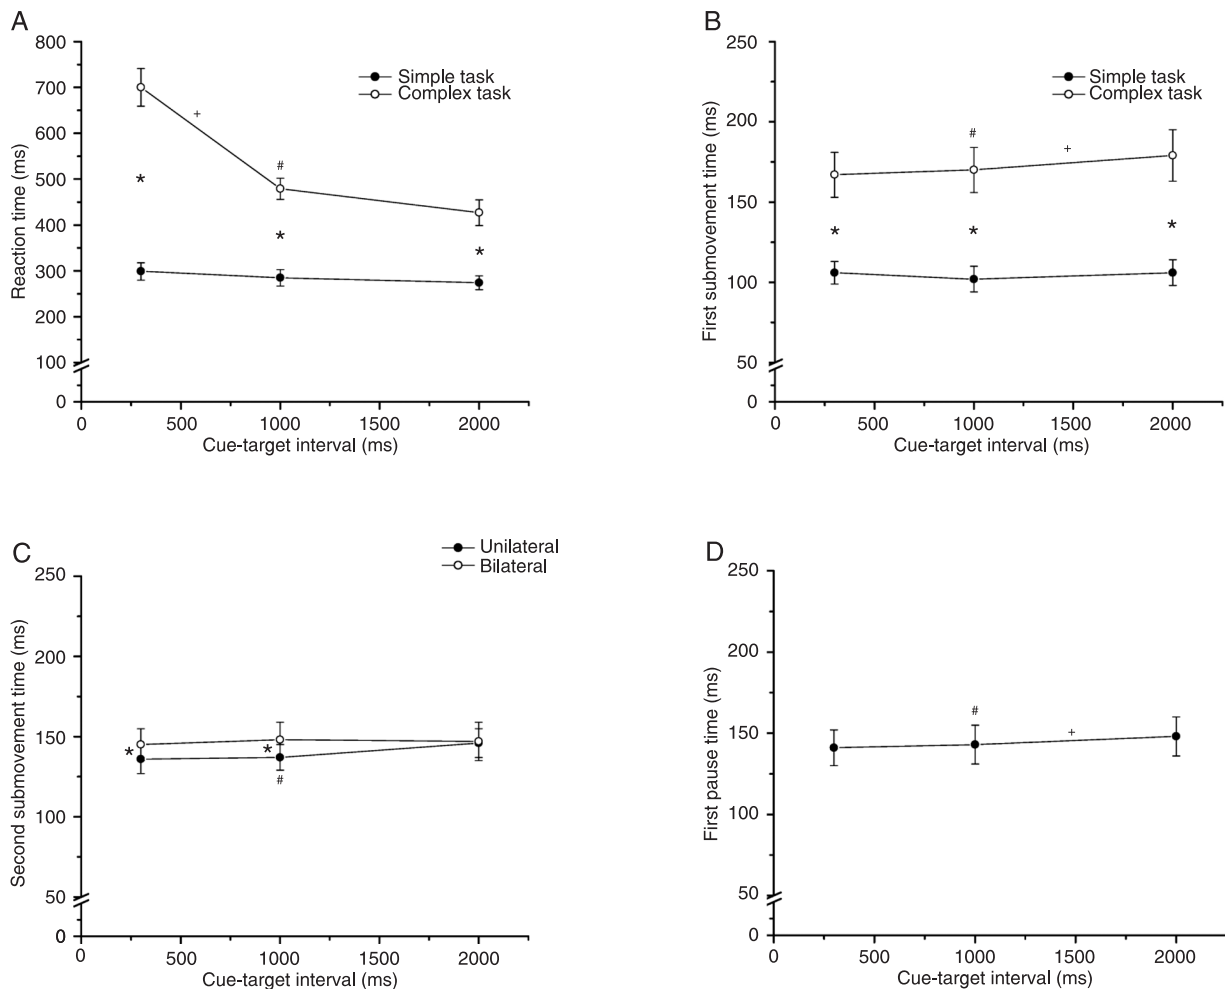 A
800
700
600
500
400
300
200
100
0
Reaction time (ms)
Simple task
Complex task
+
#
*
*
*
0 500 1000 1500 2000
Cue-target interval (ms)
B
250
200
150
100
50
0
First submovement time (ms)
Simple task
Complex task
#
+
*
*
*
0 500 1000 1500 2000
Cue-target interval (ms)
C
250
200
150
100
50
0
Second submovement time (ms)
Unilateral
Bilateral
*
*
#
0 500 1000 1500 2000
Cue-target interval (ms)
D
250
200
150
100
50
0
First pause time (ms)
#
+
0 500 1000 1500 2000
Cue-target interval (ms)